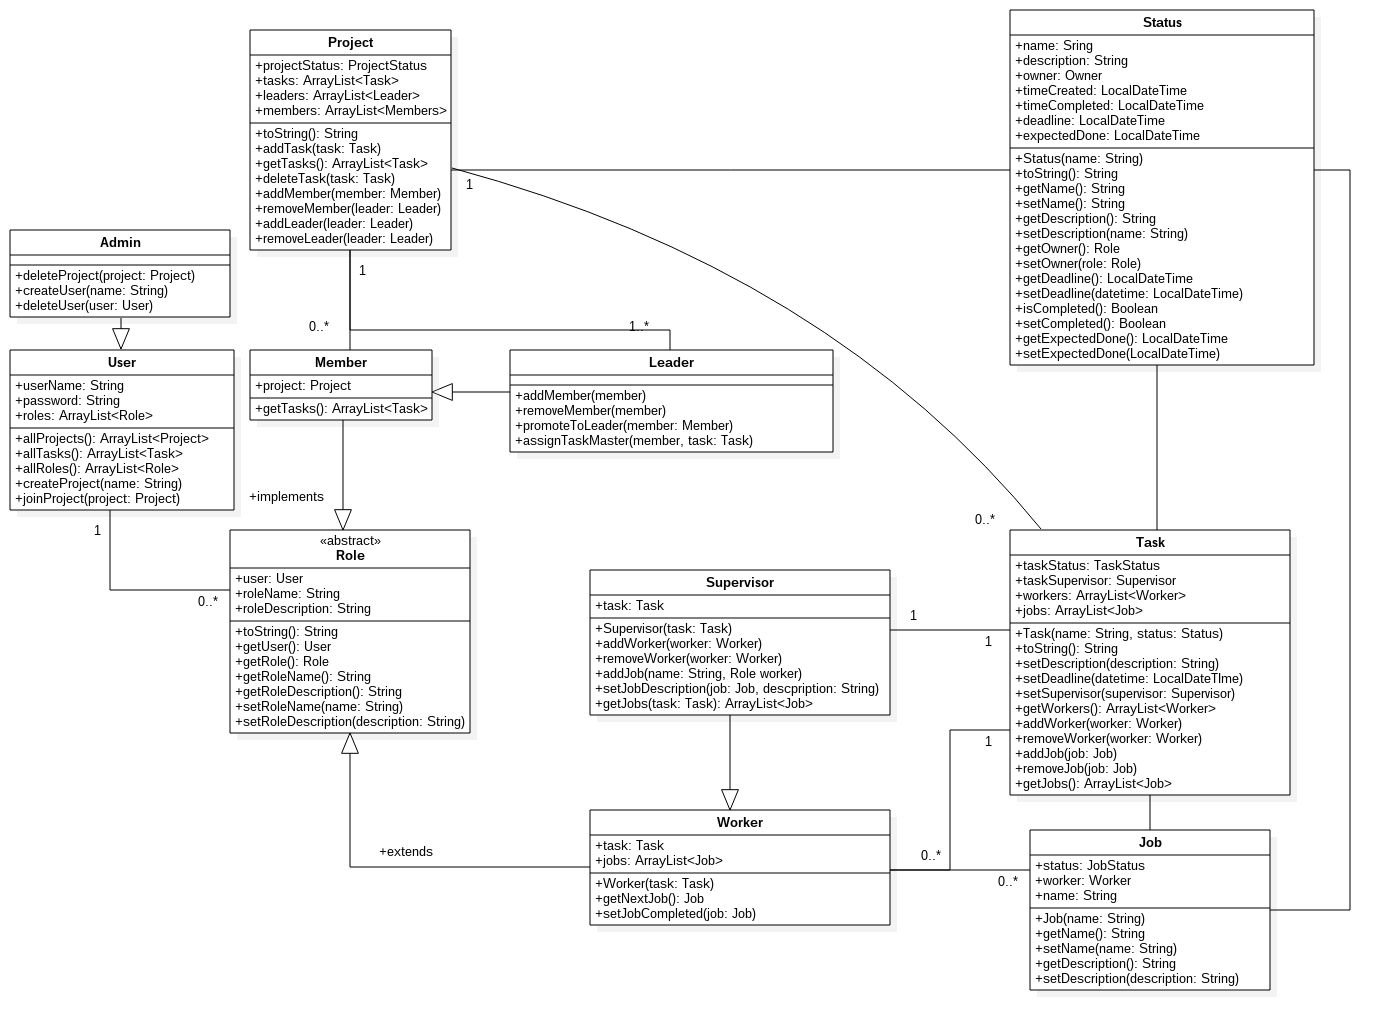 Project
+projectStatus: ProjectStatus
+tasks: ArrayList<Task>
+leaders: ArrayList<Leader>
+members: ArrayList<Members>
+toString(): String
+addTask(task: Task)
+getTasks(): ArrayList<Task>
+deleteTask(task: Task)
+addMember(member: Member)
+removeMember(leader: Leader)
+addLeader(leader: Leader)
+removeLeader(leader: Leader)
Status
+name: Sring
+description: String
+owner: Owner
+timeCreated: LocalDateTime
+timeCompleted: LocalDateTime
+deadline: LocalDateTime
+expectedDone: LocalDateTime
+Status(name: String)
+toString(): String
+getName(): String
+setName(): String
+getDescription(): String
+setDescription(name: String)
+getOwner(): Role
+setOwner(role: Role)
+getDeadline(): LocalDateTime
+setDeadline(datetime: LocalDateTime)
+isCompleted(): Boolean
+setCompleted(): Boolean
+getExpectedDone(): LocalDateTime
+setExpectedDone(LocalDateTime)
1
Admin
+deleteProject(project: Project)
+createUser(name: String)
+deleteUser(user: User)
1
0..*
1..*
User
+userName: String
+password: String
+roles: ArrayList<Role>
+allProjects(): ArrayList<Project>
+allTasks(): ArrayList<Task>
+allRoles(): ArrayList<Role>
+createProject(name: String)
+joinProject(project: Project)
Member
+project: Project
+getTasks(): ArrayList<Task>
Leader
+addMember(member)
+removeMember(member)
+promoteToLeader(member: Member)
+assignTaskMaster(member, task: Task)
+implements
1
0..*
0..*
«abstract»
Role
+user: User
+roleName: String
+roleDescription: String
+toString(): String
+getUser(): User
+getRole(): Role
+getRoleName(): String
+getRoleDescription(): String
+setRoleName(name: String)
+setRoleDescription(description: String)
Supervisor
+task: Task
+Supervisor(task: Task)
+addWorker(worker: Worker)
+removeWorker(worker: Worker)
+addJob(name: String, Role worker)
+setJobDescription(job: Job, descpription: String)
+getJobs(task: Task): ArrayList<Job>
1
1
Task
+taskStatus: TaskStatus
+taskSupervisor: Supervisor
+workers: ArrayList<Worker>
+jobs: ArrayList<Job>
+Task(name: String, status: Status)
+toString(): String
+setDescription(description: String)
+setDeadline(datetime: LocalDateTIme)
+setSupervisor(supervisor: Supervisor)
+getWorkers(): ArrayList<Worker>
+addWorker(worker: Worker)
+removeWorker(worker: Worker)
+addJob(job: Job)
+removeJob(job: Job)
+getJobs(): ArrayList<Job>
1
+extends
Worker
+task: Task
+jobs: ArrayList<Job>
+Worker(task: Task)
+getNextJob(): Job
+setJobCompleted(job: Job)
0..*
0..*
Job
+status: JobStatus
+worker: Worker
+name: String
+Job(name: String)
+getName(): String
+setName(name: String)
+getDescription(): String
+setDescription(description: String)